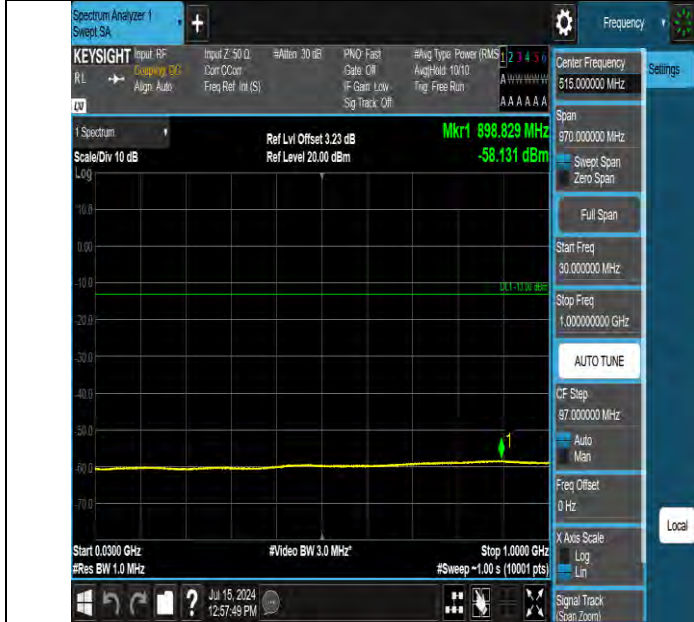 Spectrum Analyzer 1
Swept SA
Frequency
KEYSIGHT
RL
Input: RF
Coupling: DC
Align: Auto
Input Z: 50 Ω
Corr CCorr
Freq Ref: Int (S)
#Atten: 30 dB
PNO: Fast
Gate: Off
IF Gain: Low
Sig Track: Off
#Avg Type: Power (RMS
Avg|Hold: 10/10
Trig: Free Run
1 2 3 4 5 6
A W W W W W
A A A A A A
LXI
1 Spectrum
Scale/Div 10 dB
Log
Ref Lvl Offset 3.23 dB
Ref Level 20.00 dBm
Mkr1 898.829 MHz
-58.131 dBm
10.0
0.00
-10.0
-20.0
-30.0
-40.0
-50.0
-60.0
-70.0
DL1 -13.00 dBm
1
Start 0.0300 GHz
#Res BW 1.0 MHz
#Video BW 3.0 MHz*
Stop 1.0000 GHz
#Sweep ~1.00 s (10001 pts)
Jul 15, 2024
12:57:49 PM
Center Frequency
515.000000 MHz
Settings
Span
970.000000 MHz
Swept Span
Zero Span
Full Span
Start Freq
30.000000 MHz
Stop Freq
1.000000000 GHz
AUTO TUNE
CF Step
97.000000 MHz
Auto
Man
Freq Offset
0 Hz
X Axis Scale
Log
Lin
Local
Signal Track
(Span Zoom)